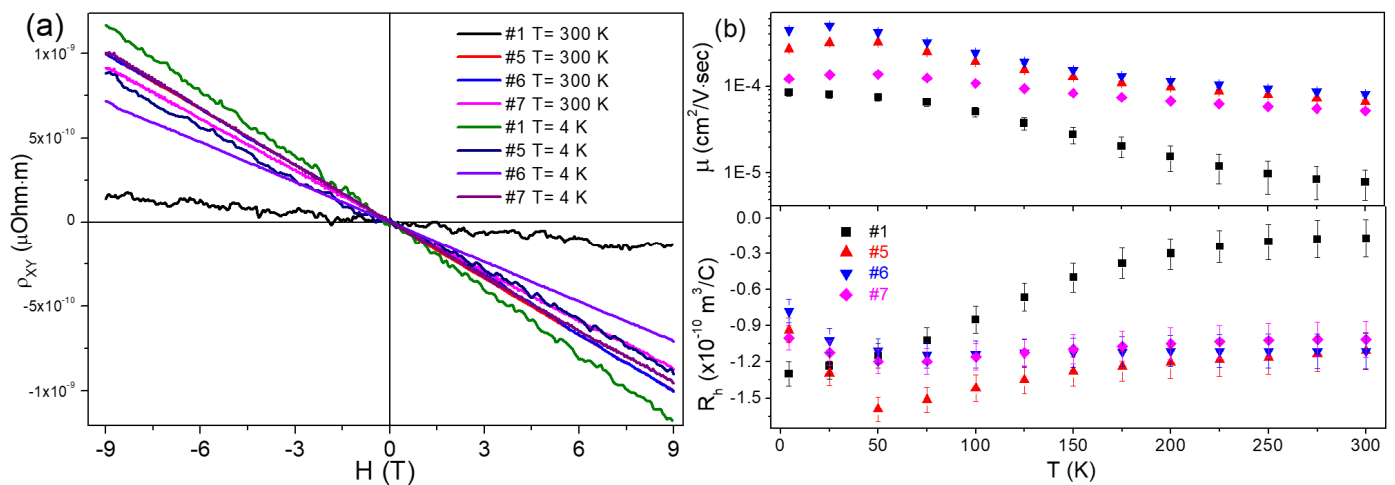 (a)
#1 T= 300 K
#5 T= 300 K
#6 T= 300 K
#7 T= 300 K
#1 T= 4 K
#5 T= 4 K
#6 T= 4 K
#7 T= 4 K
1x10⁻⁹
5x10⁻¹⁰
0
-5x10⁻¹⁰
-1x10⁻⁹
ρXY (μOhm·m)
-9 -6 -3 0 3 6 9
H (T)
(b)
1E-4
1E-5
μ (cm²/V·sec)
0.0
-0.3
-0.6
-0.9
-1.2
-1.5
Rh (x10⁻¹⁰ m³/C)
#1
#5
#6
#7
0 50 100 150 200 250 300
T (K)